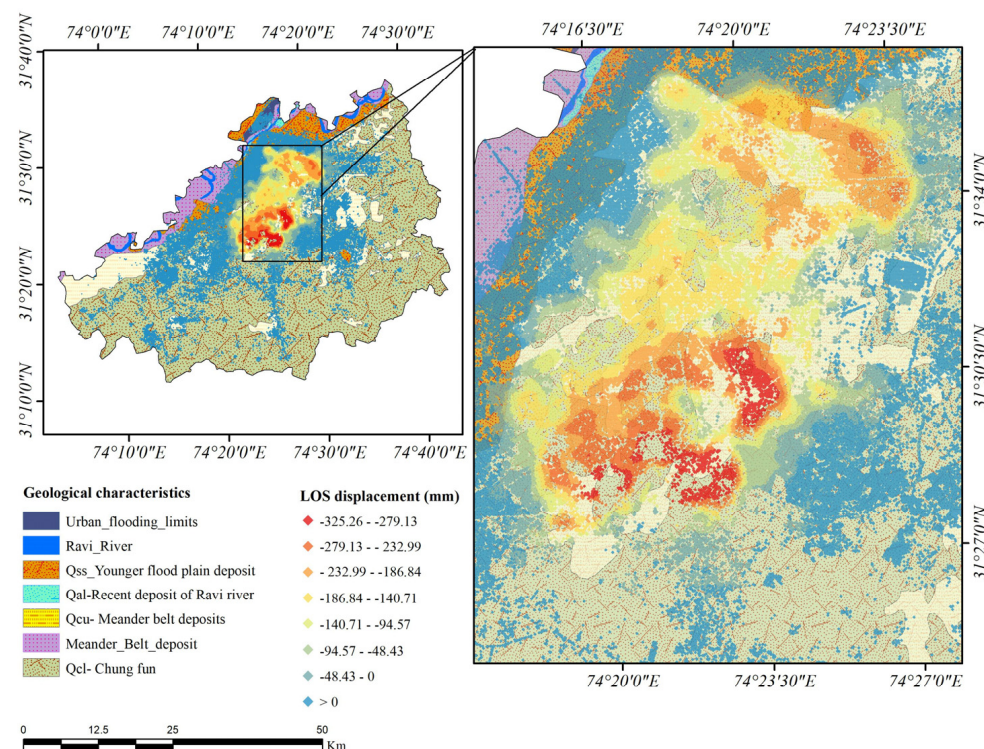 74°0'0"E 74°10'0"E 74°20'0"E 74°30'0"E
74°16'30"E 74°20'0"E 74°23'30"E
31°40'0"N
31°30'0"N
31°20'0"N
31°10'0"N
31°34'0"N
31°30'30"N
31°27'0"N
74°10'0"E 74°20'0"E 74°30'0"E 74°40'0"E
74°20'0"E 74°23'30"E 74°27'0"E
Geological characteristics
Urban_flooding_limits
Ravi_River
Qss_Younger flood plain deposit
Qal-Recent deposit of Ravi river
Qcu- Meander belt deposits
Meander_Belt_deposit
Qcl- Chung fun
LOS displacement (mm)
-325.26 - -279.13
-279.13 - - 232.99
- 232.99 - -186.84
-186.84 - -140.71
-140.71 - -94.57
-94.57 - -48.43
-48.43 - 0
> 0
0 12.5 25 50
Km